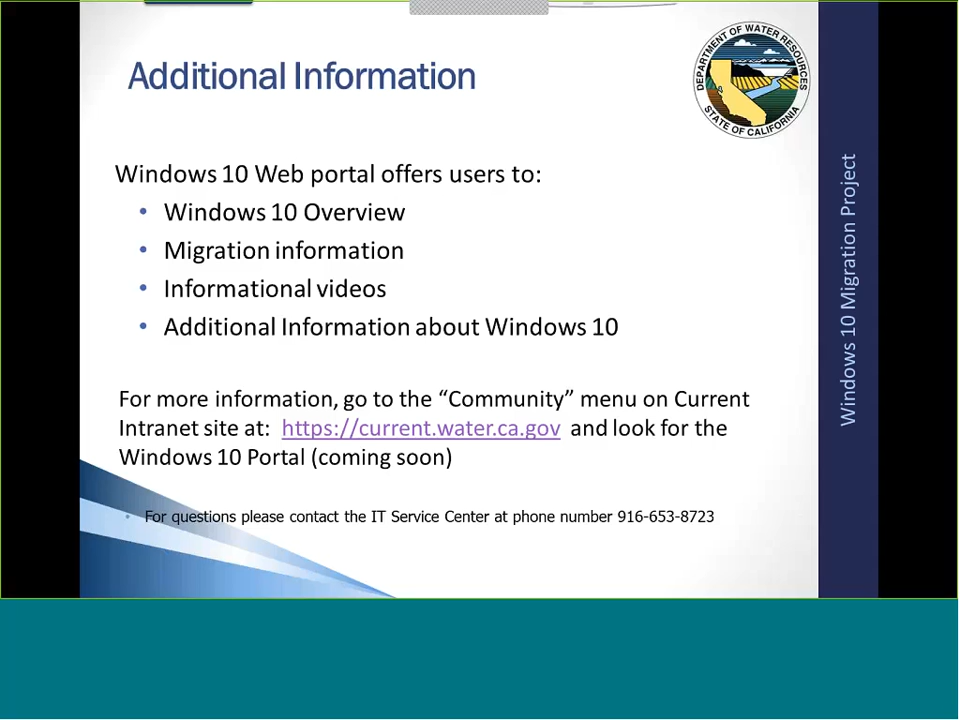 Additional Information
DEPARTMENT OF WATER RESOURCES
STATE OF CALIFORNIA
Windows 10 Web portal offers users to:
• Windows 10 Overview
• Migration information
• Informational videos
• Additional Information about Windows 10
For more information, go to the “Community” menu on Current
Intranet site at: https://current.water.ca.gov and look for the
Windows 10 Portal (coming soon)
• For questions please contact the IT Service Center at phone number 916-653-8723
Windows 10 Migration Project